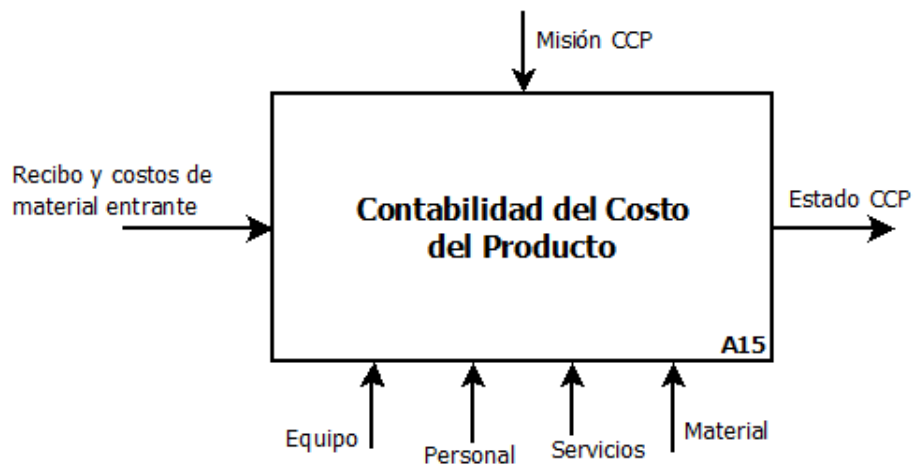 Misión CCP
Recibo y costos de
material entrante
Contabilidad del Costo
del Producto
Estado CCP
A15
Equipo
Personal
Servicios
Material